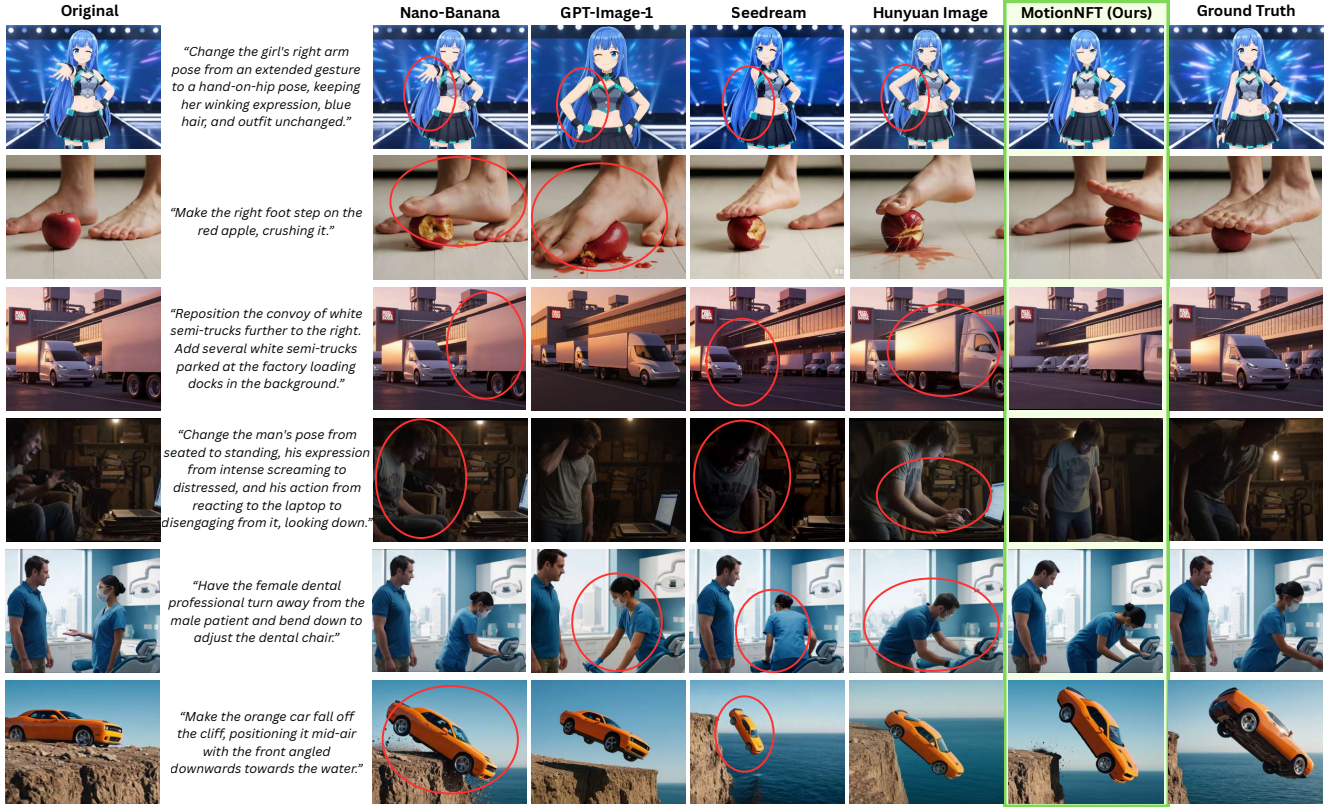 Original
Nano-Banana
GPT-Image-1
Seedream
Hunyuan Image
MotionNFT (Ours)
Ground Truth
“Change the girl's right arm
pose from an extended gesture
to a hand-on-hip pose, keeping
her winking expression, blue
hair, and outfit unchanged.”
“Make the right foot step on the
red apple, crushing it.”
“Reposition the convoy of white
semi-trucks further to the right.
Add several white semi-trucks
parked at the factory loading
docks in the background.”
“Change the man's pose from
seated to standing, his expression
from intense screaming to
distressed, and his action from
reacting to the laptop to
disengaging from it, looking down.”
“Have the female dental
professional turn away from the
male patient and bend down to
adjust the dental chair.”
“Make the orange car fall off
the cliff, positioning it mid-air
with the front angled
downwards towards the water.”